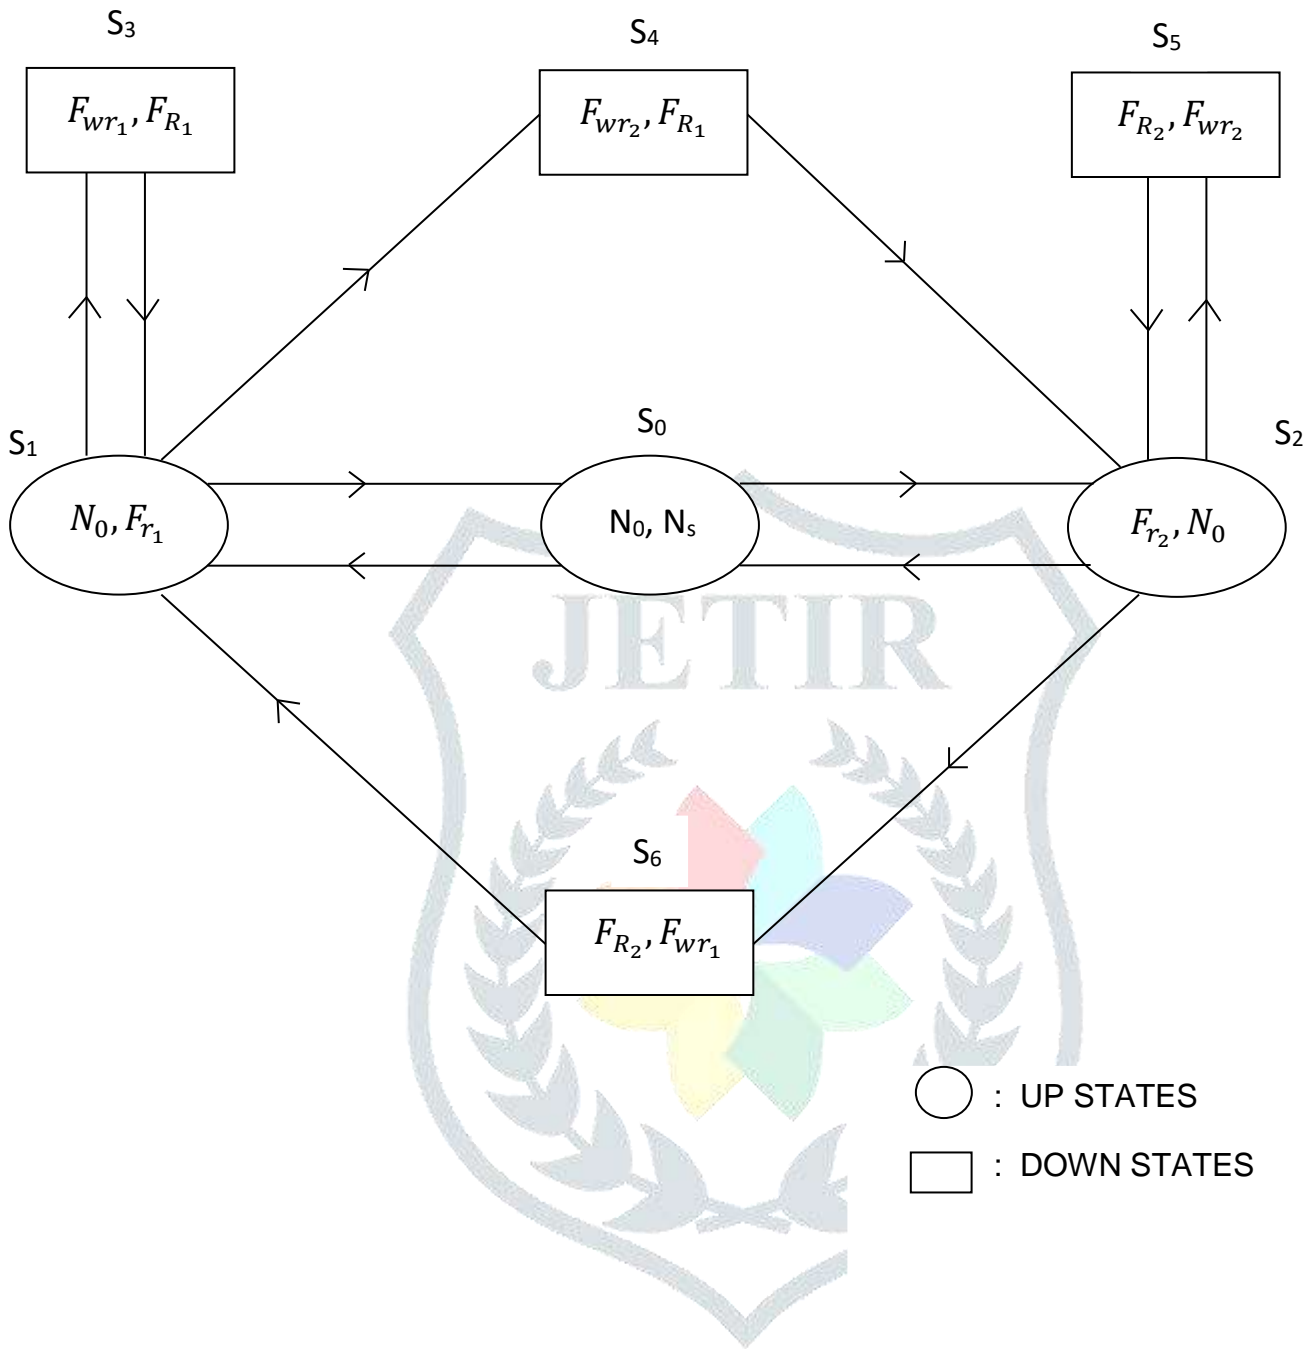 S₃
S₄
S₅
F_{wr₁}, F_{R₁}
F_{wr₂}, F_{R₁}
F_{R₂}, F_{wr₂}
S₁
S₀
S₂
N₀, F_{r₁}
N₀, Nₛ
F_{r₂}, N₀
JETIR
S₆
F_{R₂}, F_{wr₁}
: UP STATES
: DOWN STATES